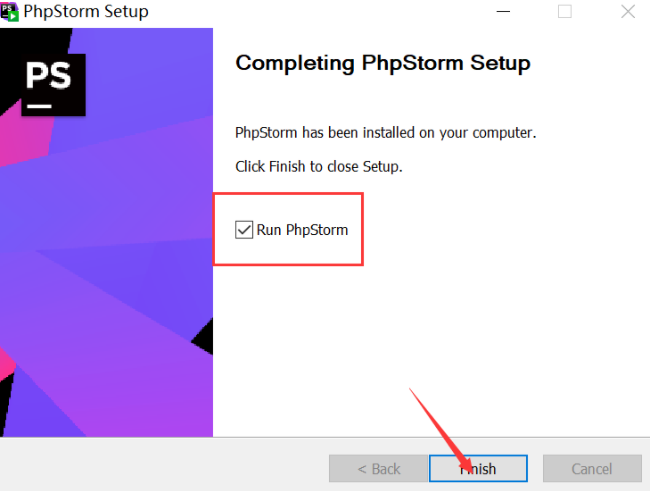 PhpStorm Setup
PS
Completing PhpStorm Setup
PhpStorm has been installed on your computer.
Click Finish to close Setup.
Run PhpStorm
< Back
Finish
Cancel